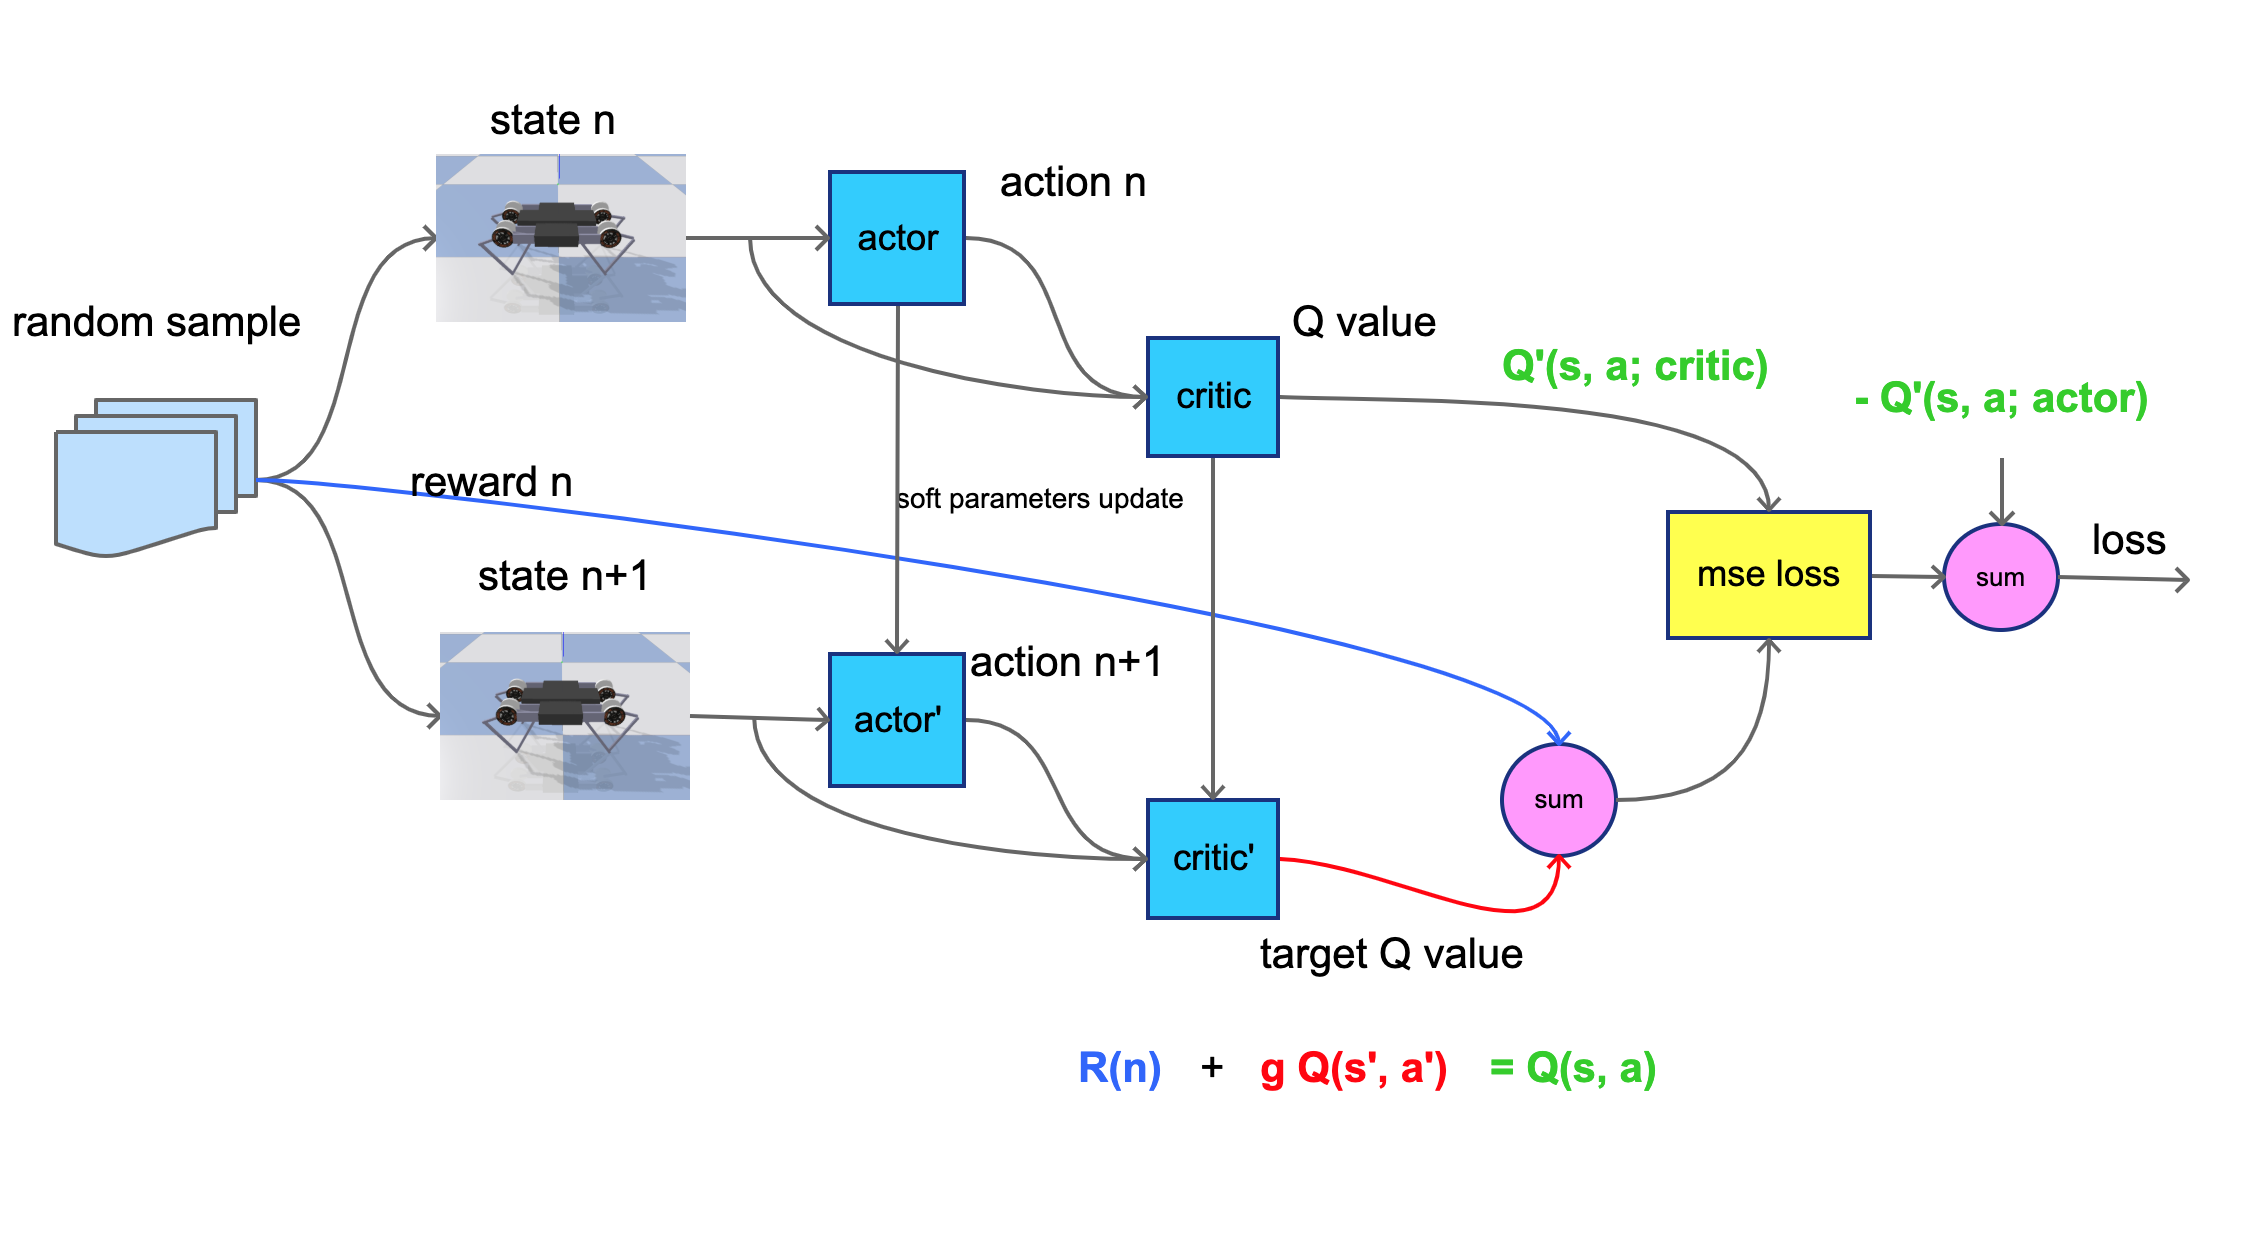 state n
action n
actor
random sample
Q value
Q'(s, a; critic)
- Q'(s, a; actor)
critic
reward n
soft parameters update
loss
mse loss
sum
state n+1
action n+1
actor'
sum
critic'
target Q value
R(n) + g Q(s', a') = Q(s, a)